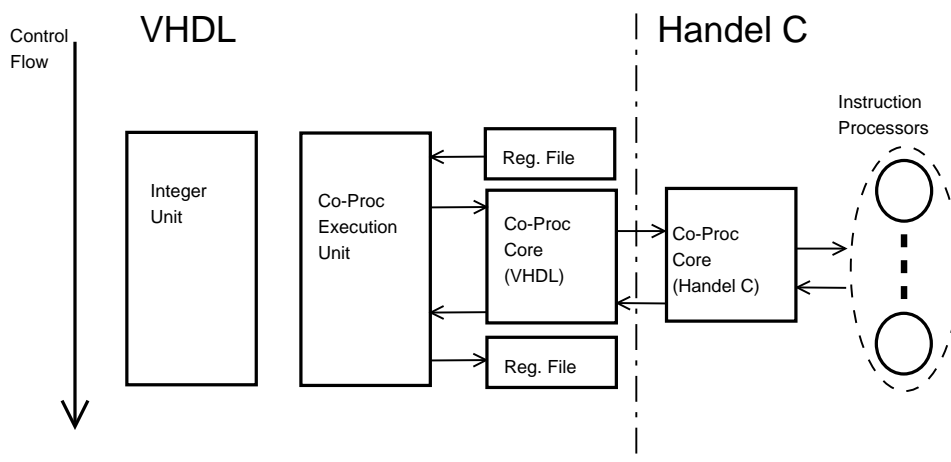 Control
Flow
VHDL
Handel C
Instruction
Processors
Integer
Unit
Co-Proc
Execution
Unit
Reg. File
Co-Proc
Core
(VHDL)
Reg. File
Co-Proc
Core
(Handel C)